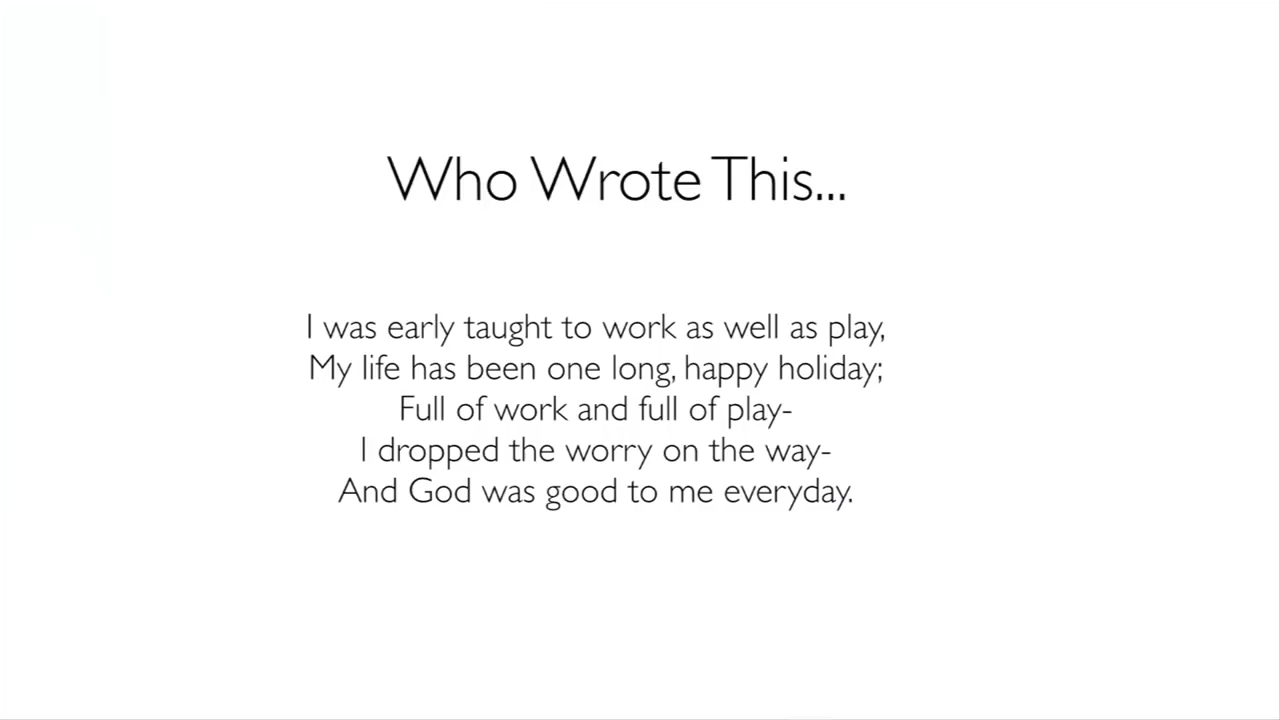 Who Wrote This...
I was early taught to work as well as play,
My life has been one long, happy holiday;
Full of work and full of play-
I dropped the worry on the way-
And God was good to me everyday.